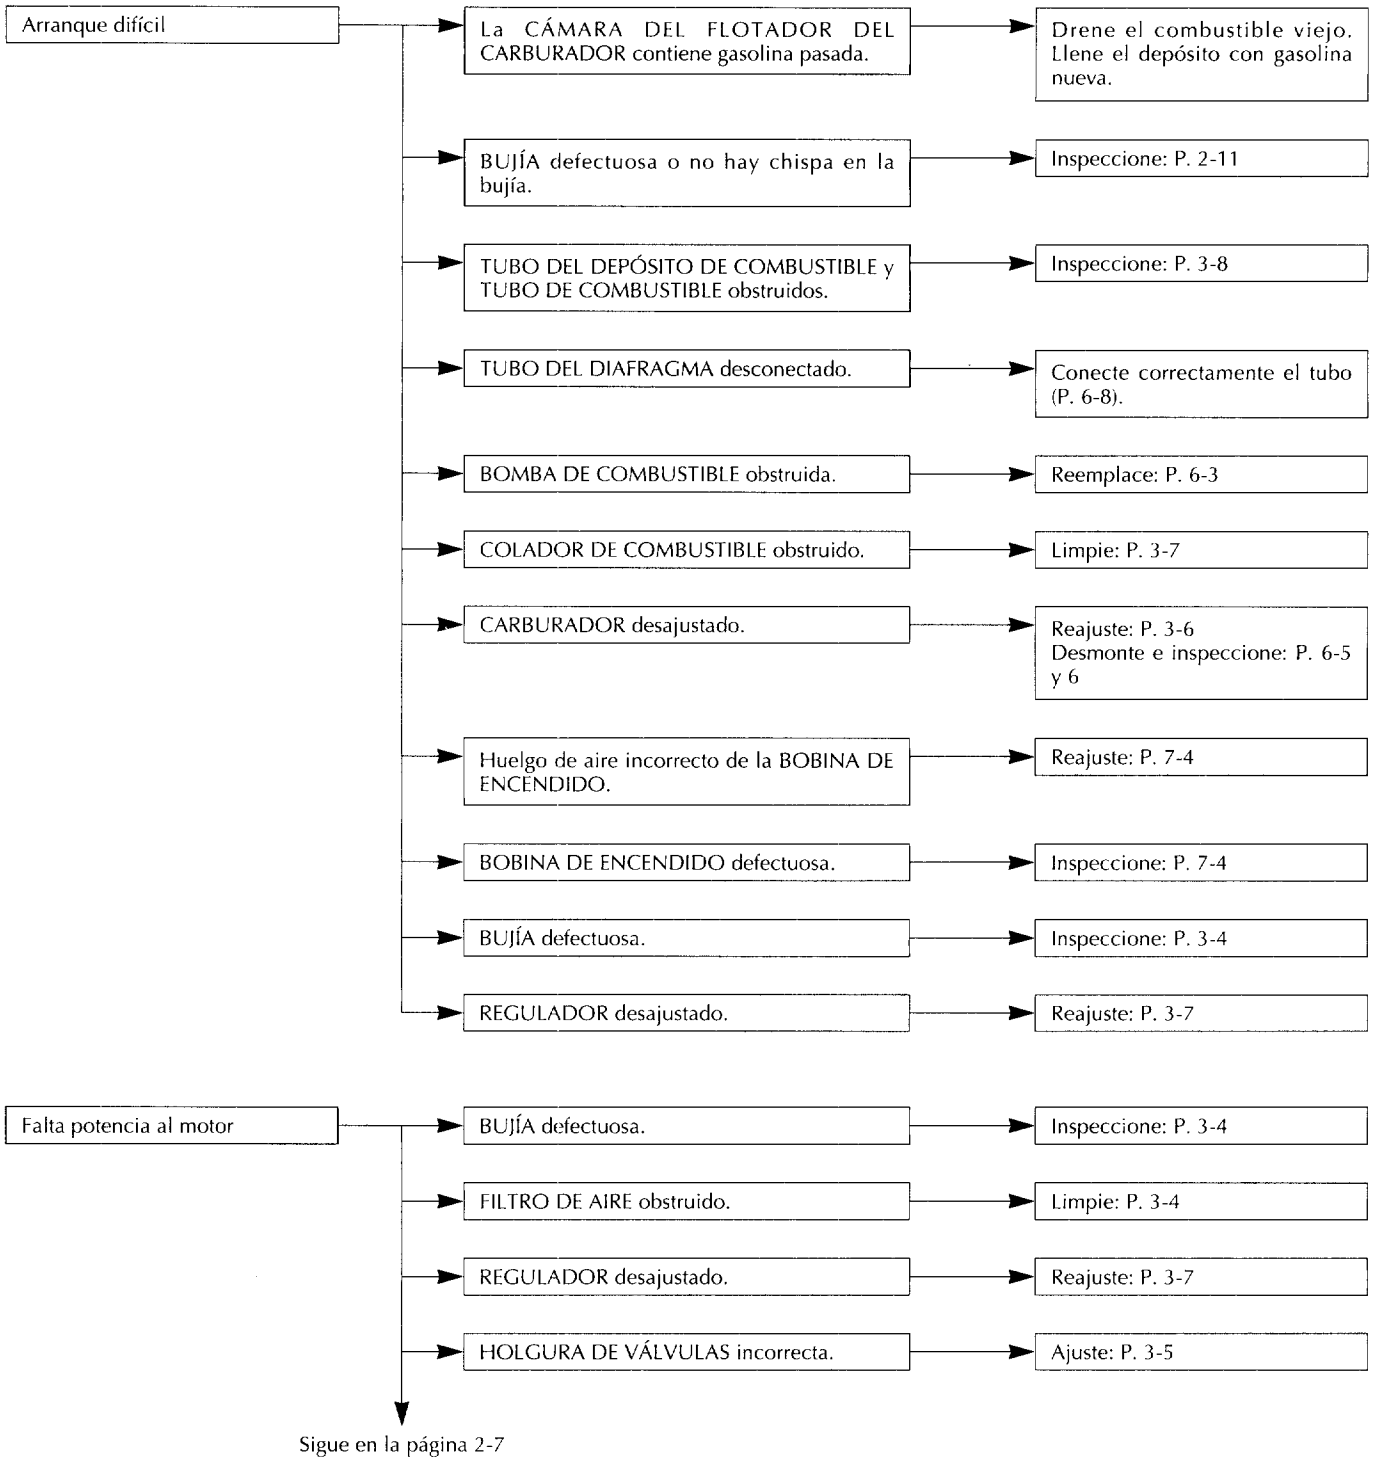 Arranque difícil
La CÁMARA DEL FLOTADOR DEL
CARBURADOR contiene gasolina pasada.
Drene el combustible viejo.
Llene el depósito con gasolina
nueva.
BUJÍA defectuosa o no hay chispa en la
bujía.
Inspeccione: P. 2-11
TUBO DEL DEPÓSITO DE COMBUSTIBLE y
TUBO DE COMBUSTIBLE obstruidos.
Inspeccione: P. 3-8
TUBO DEL DIAFRAGMA desconectado.
Conecte correctamente el tubo
(P. 6-8).
BOMBA DE COMBUSTIBLE obstruida.
Reemplace: P. 6-3
COLADOR DE COMBUSTIBLE obstruido.
Limpie: P. 3-7
CARBURADOR desajustado.
Reajuste: P. 3-6
Desmonte e inspeccione: P. 6-5
y 6
Huelgo de aire incorrecto de la BOBINA DE
ENCENDIDO.
Reajuste: P. 7-4
BOBINA DE ENCENDIDO defectuosa.
Inspeccione: P. 7-4
BUJÍA defectuosa.
Inspeccione: P. 3-4
REGULADOR desajustado.
Reajuste: P. 3-7
Falta potencia al motor
BUJÍA defectuosa.
Inspeccione: P. 3-4
FILTRO DE AIRE obstruido.
Limpie: P. 3-4
REGULADOR desajustado.
Reajuste: P. 3-7
HOLGURA DE VÁLVULAS incorrecta.
Ajuste: P. 3-5
Sigue en la página 2-7